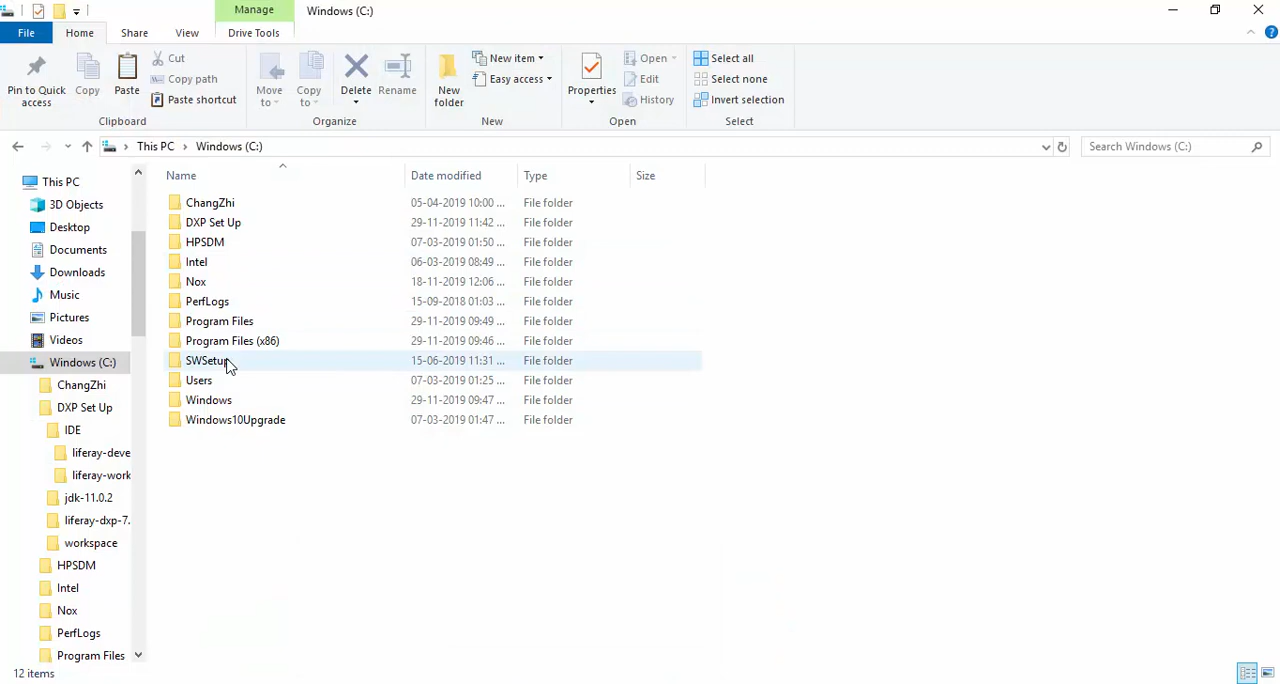 Manage
Windows (C:)
File
Home
Share
View
Drive Tools
Pin to Quick access
Copy
Paste
Cut
Copy path
Paste shortcut
Clipboard
Move to
Copy to
Delete
Rename
Organize
New folder
New item
Easy access
New
Properties
Open
Edit
History
Open
Select all
Select none
Invert selection
Select
This PC > Windows (C:)
Search Windows (C:)
Name
Date modified
Type
Size
ChangZhi 05-04-2019 10:00 ... File folder
DXP Set Up 29-11-2019 11:42 ... File folder
HPSDM 07-03-2019 01:50 ... File folder
Intel 06-03-2019 08:49 ... File folder
Nox 18-11-2019 12:06 ... File folder
PerfLogs 15-09-2018 01:03 ... File folder
Program Files 29-11-2019 09:49 ... File folder
Program Files (x86) 29-11-2019 09:46 ... File folder
SWSetup 15-06-2019 11:31 ... File folder
Users 07-03-2019 01:25 ... File folder
Windows 29-11-2019 09:47 ... File folder
Windows10Upgrade 07-03-2019 01:47 ... File folder
This PC
3D Objects
Desktop
Documents
Downloads
Music
Pictures
Videos
Windows (C:)
ChangZhi
DXP Set Up
IDE
liferay-deve
liferay-work
jdk-11.0.2
liferay-dxp-7.
workspace
HPSDM
Intel
Nox
PerfLogs
Program Files
12 items